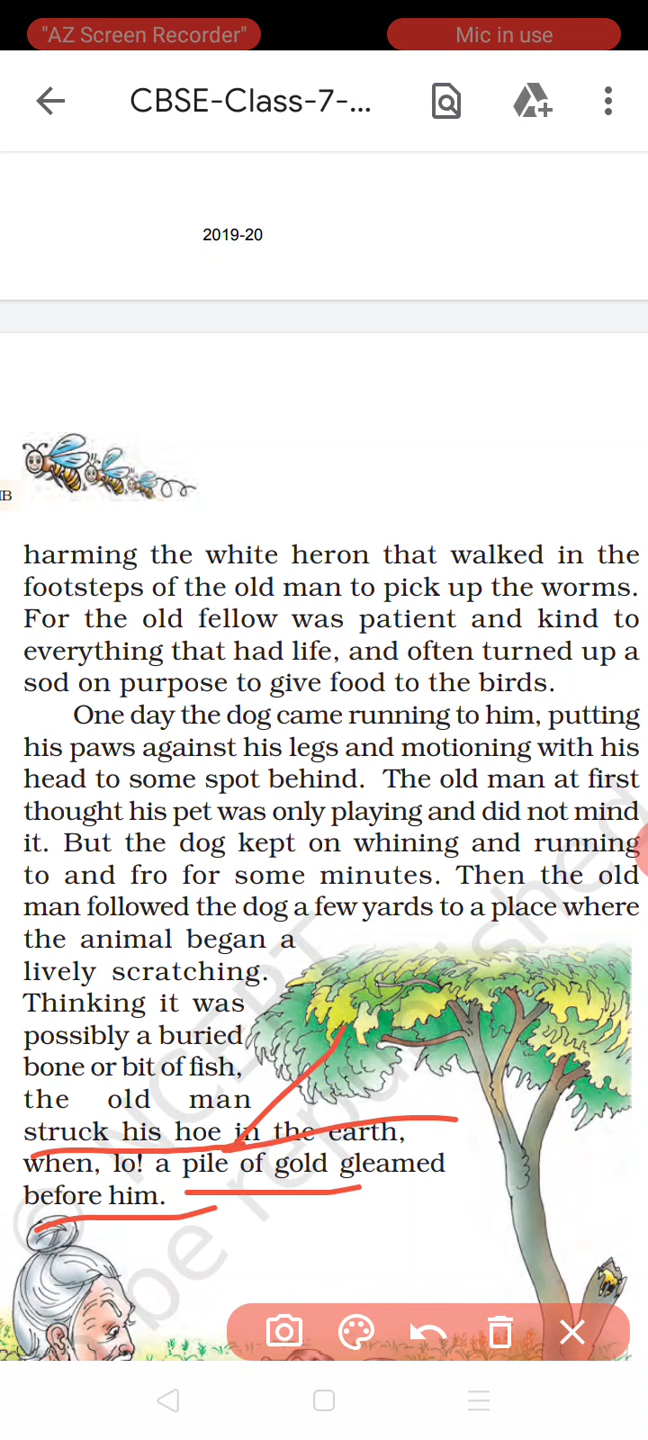 "AZ Screen Recorder" Mic in use
CBSE-Class-7-...
2019-20
IB
harming the white heron that walked in the
footsteps of the old man to pick up the worms.
For the old fellow was patient and kind to
everything that had life, and often turned up a
sod on purpose to give food to the birds.
One day the dog came running to him, putting
his paws against his legs and motioning with his
head to some spot behind. The old man at first
thought his pet was only playing and did not mind
it. But the dog kept on whining and running
to and fro for some minutes. Then the old
man followed the dog a few yards to a place where
the animal began a
lively scratching.
Thinking it was
possibly a buried
bone or bit of fish,
the old man
struck his hoe in the earth,
when, lo! a pile of gold gleamed
before him.
© NCERT
be republished